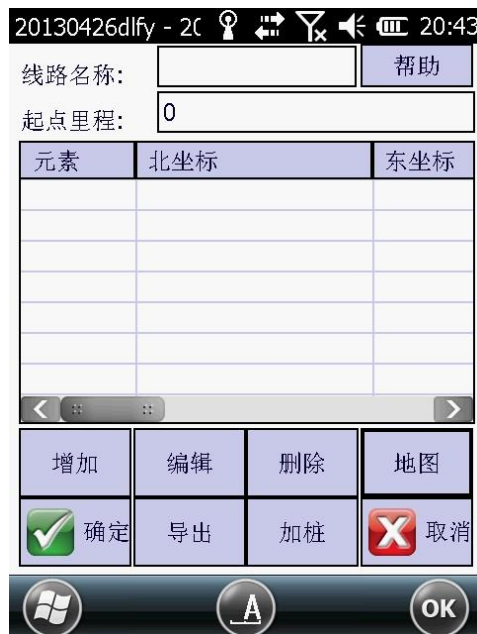 20130426dlfy - 20 20:43
线路名称: 帮助
起点里程: 0
元素 北坐标 东坐标
增加 编辑 删除 地图
确定 导出 加桩 取消
A OK